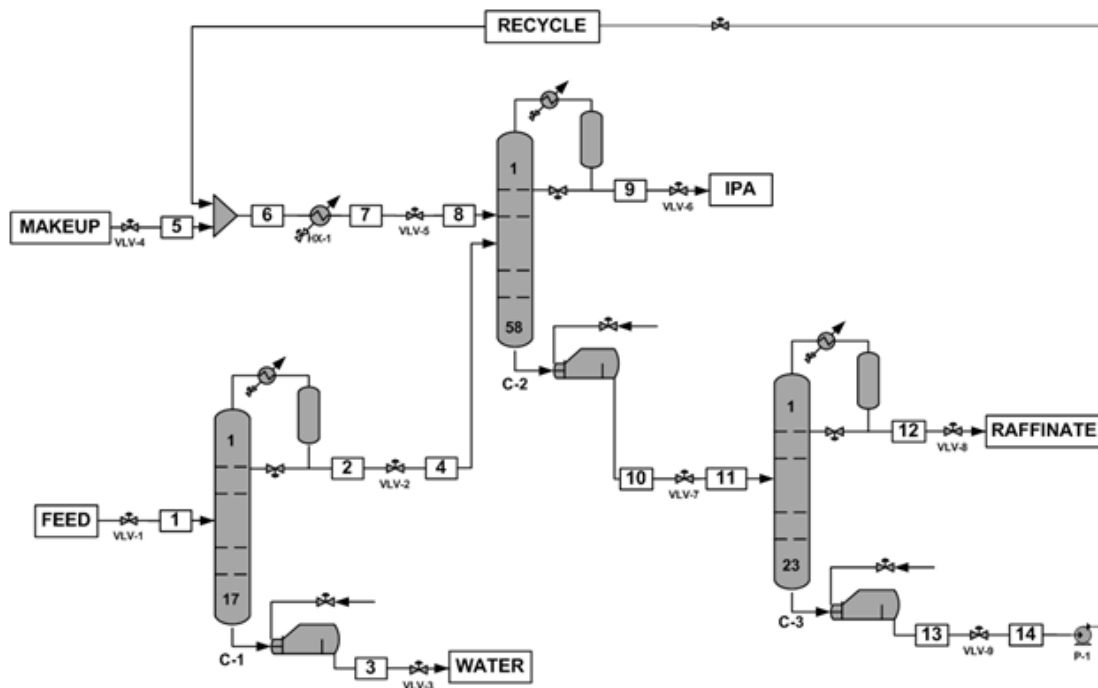 RECYCLE
1
9
VLV-6
IPA
MAKEUP
VLV-4
5
6
HX-1
7
VLV-5
8
58
C-2
1
2
VLV-2
4
1
12
VLV-8
RAFFINATE
10
VLV-7
11
FEED
VLV-1
1
17
23
C-1
3
VLV-3
WATER
C-3
13
VLV-9
14
P-1